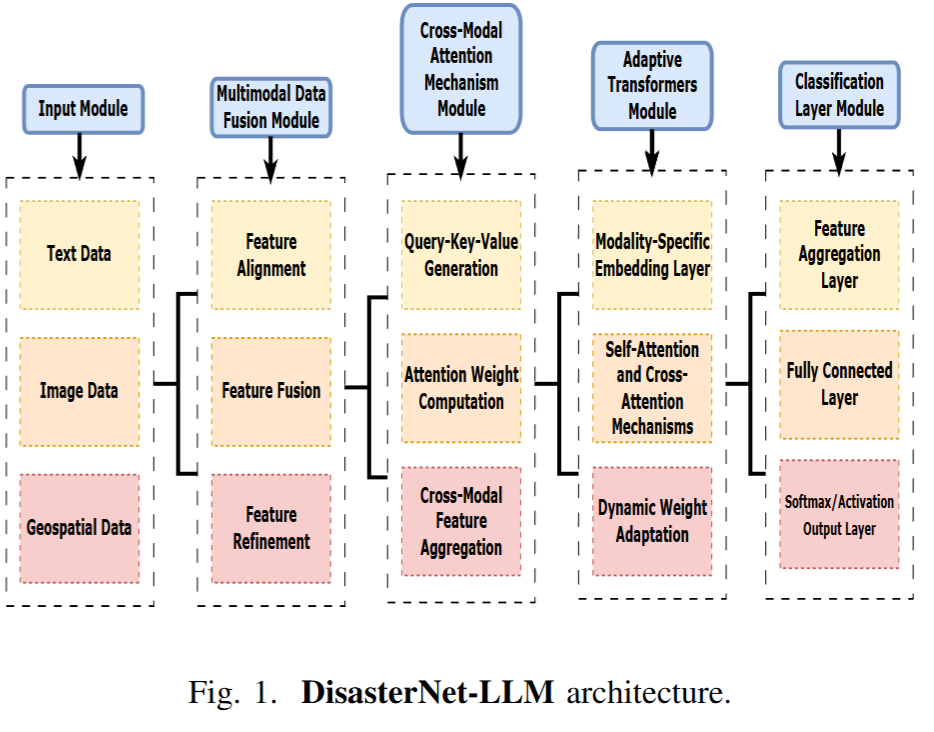 Input Module
Text Data
Image Data
Geospatial Data
Multimodal Data
Fusion Module
Feature
Alignment
Feature Fusion
Feature
Refinement
Cross-Modal
Attention
Mechanism
Module
Query-Key-Value
Generation
Attention Weight
Computation
Cross-Modal
Feature
Aggregation
Adaptive
Transformers
Module
Modality-Specific
Embedding Layer
Self-Attention
and Cross-
Attention
Mechanisms
Dynamic Weight
Adaptation
Classification
Layer Module
Feature
Aggregation
Layer
Fully Connected
Layer
Softmax/Activation
Output Layer
Fig. 1. DisasterNet-LLM architecture.